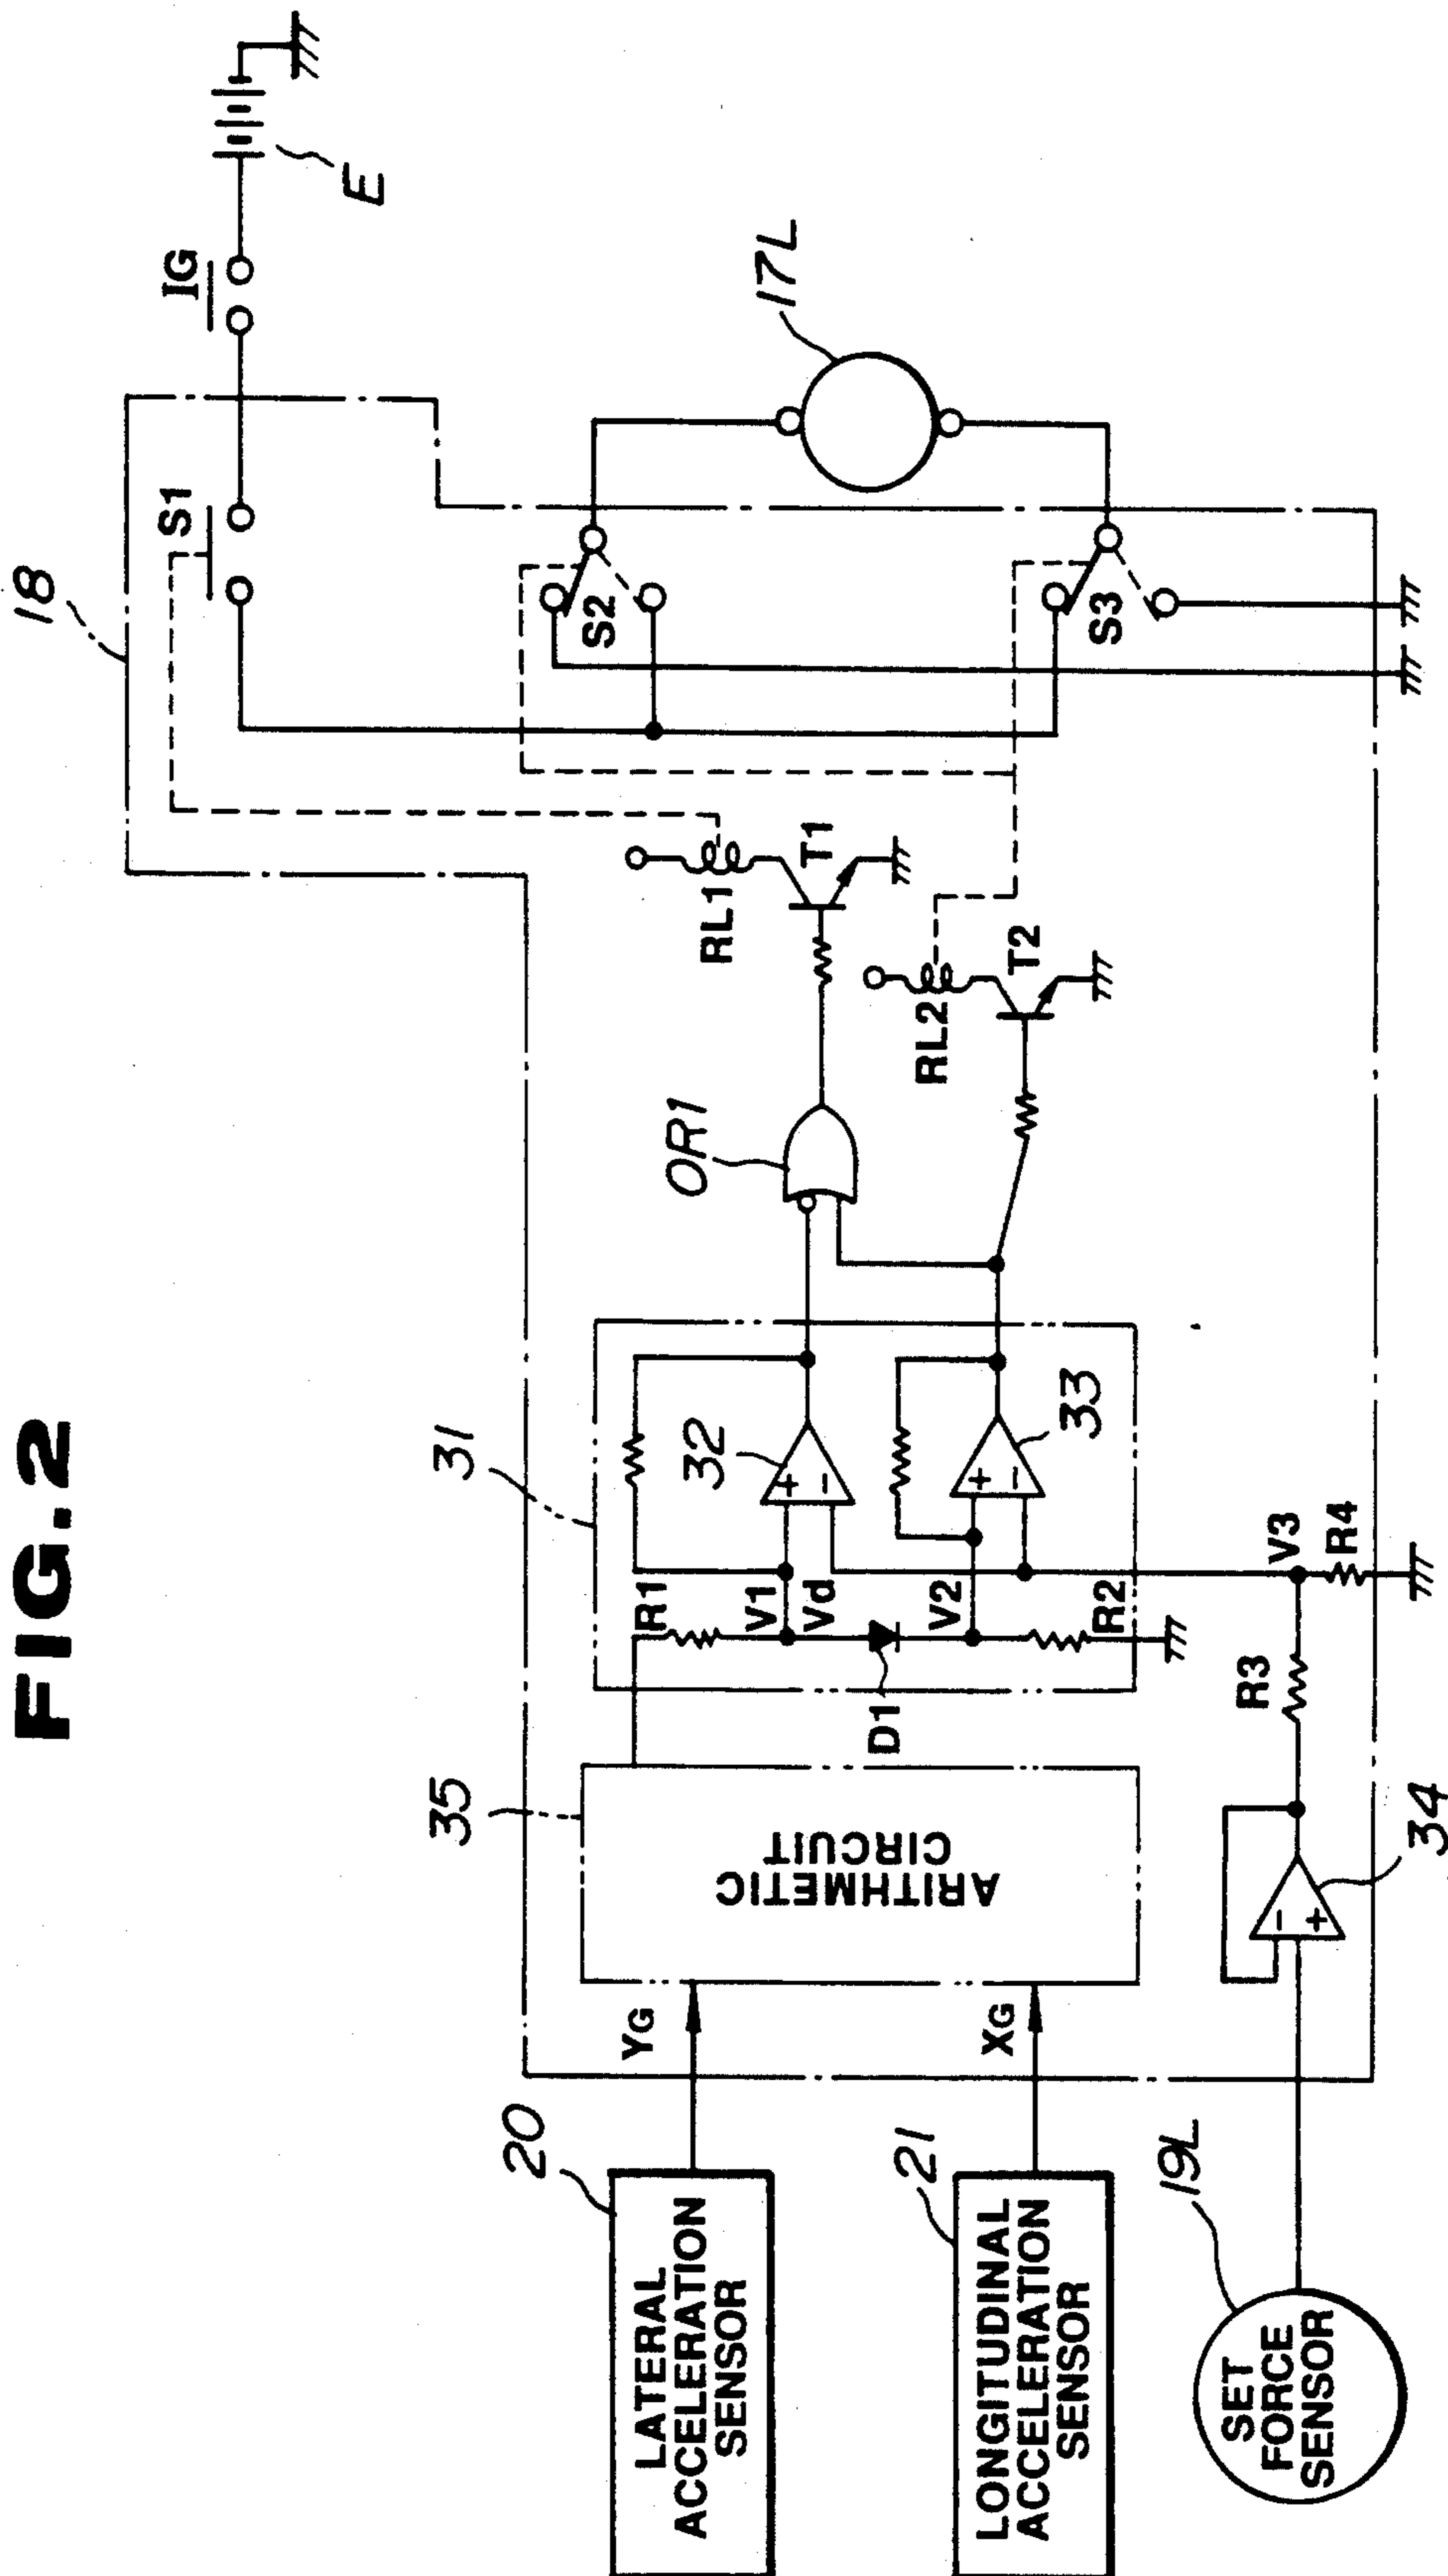 FIG.2
18
S1
IG
E
S2
S3
17L
RL1
T1
RL2
T2
OR1
31
R1
V1
Vd
V2
R2
D1
32
+
−
33
+
−
V3
R4
R3
34
−
+
35
ARITHMETIC
CIRCUIT
YG
XG
20
LATERAL
ACCELERATION
SENSOR
21
LONGITUDINAL
ACCELERATION
SENSOR
19L
SET
FORCE
SENSOR